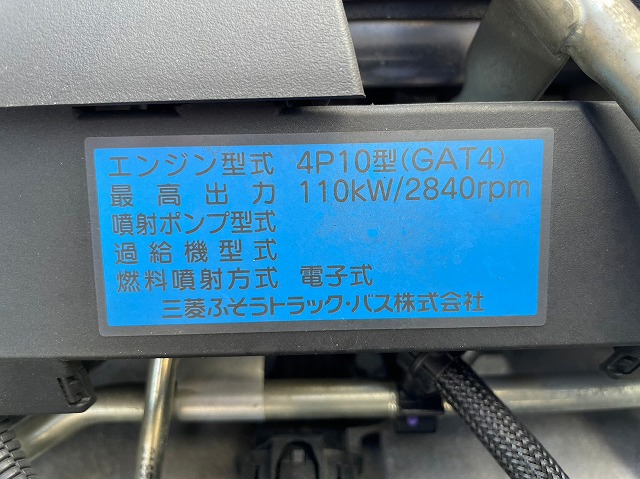 エンジン型式 4P10型(GAT4)
最高出力 110kW/2840rpm
噴射ポンプ型式
過給機型式
燃料噴射方式 電子式
三菱ふそうトラック・バス株式会社